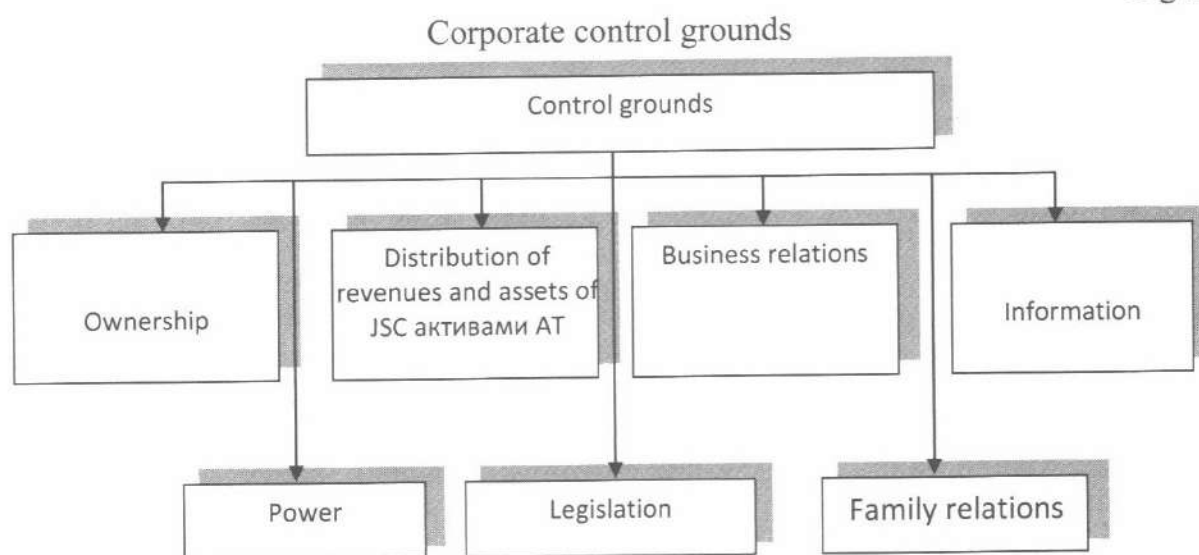 Corporate control grounds
Control grounds
Ownership
Distribution of
revenues and assets of
JSC активами АТ
Business relations
Information
Power
Legislation
Family relations